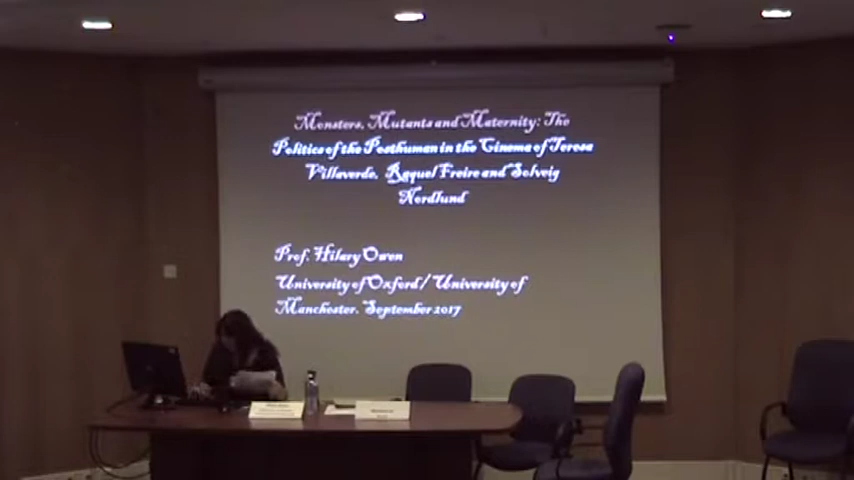 Monsters, Mutants and Maternity: The
Politics of the Posthuman in the Cinema of Teresa
Villaverde, Raquel Freire and Solveig
Nordlund
Prof. Hilary Owen
University of Oxford/ University of
Manchester. September 2017